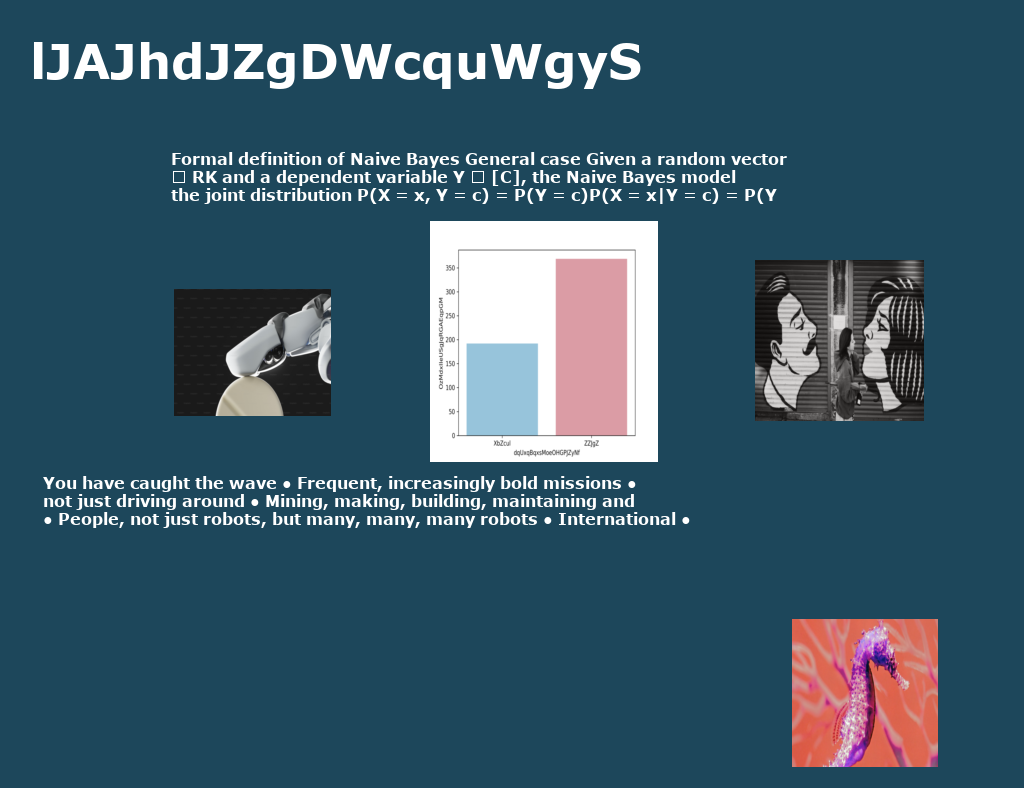 lJAJhdJZgDWcquWgyS
Formal definition of Naive Bayes General case Given a random vector
□ RK and a dependent variable Y □ [C], the Naive Bayes model
the joint distribution P(X = x, Y = c) = P(Y = c)P(X = x|Y = c) = P(Y
350
300
250
200
150
100
50
0
XbZcuI
ZZJgZ
dqUxqBqxsMoeOHGPJZyNf
You have caught the wave ● Frequent, increasingly bold missions ●
not just driving around ● Mining, making, building, maintaining and
● People, not just robots, but many, many, many robots ● International ●